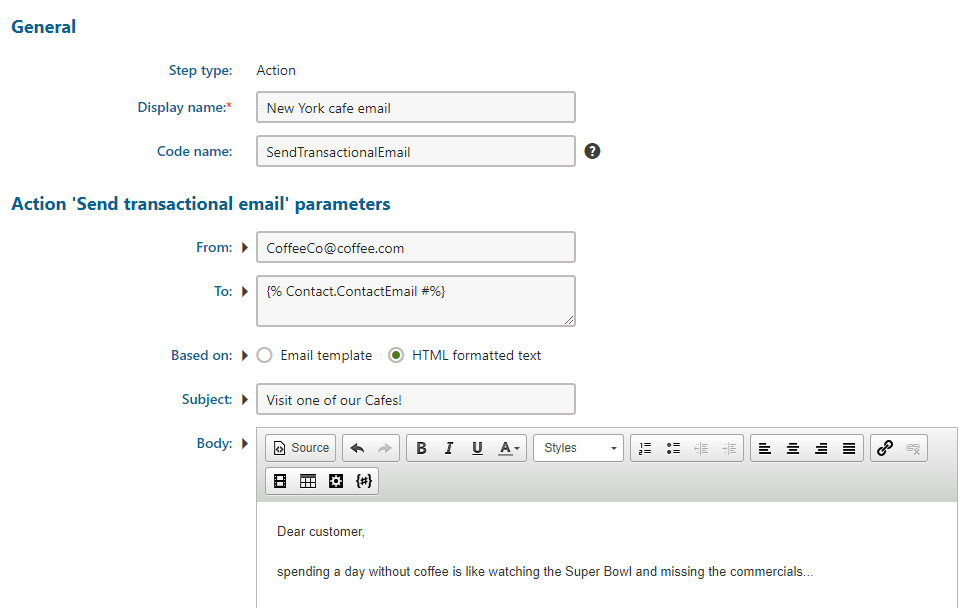 General
Step type: Action
Display name:* New York cafe email
Code name: SendTransactionalEmail ?
Action 'Send transactional email' parameters
From: CoffeeCo@coffee.com
To: {% Contact.ContactEmail #%}
Based on: Email template HTML formatted text
Subject: Visit one of our Cafes!
Body: Source B I U A Styles
{#}
Dear customer,
spending a day without coffee is like watching the Super Bowl and missing the commercials...